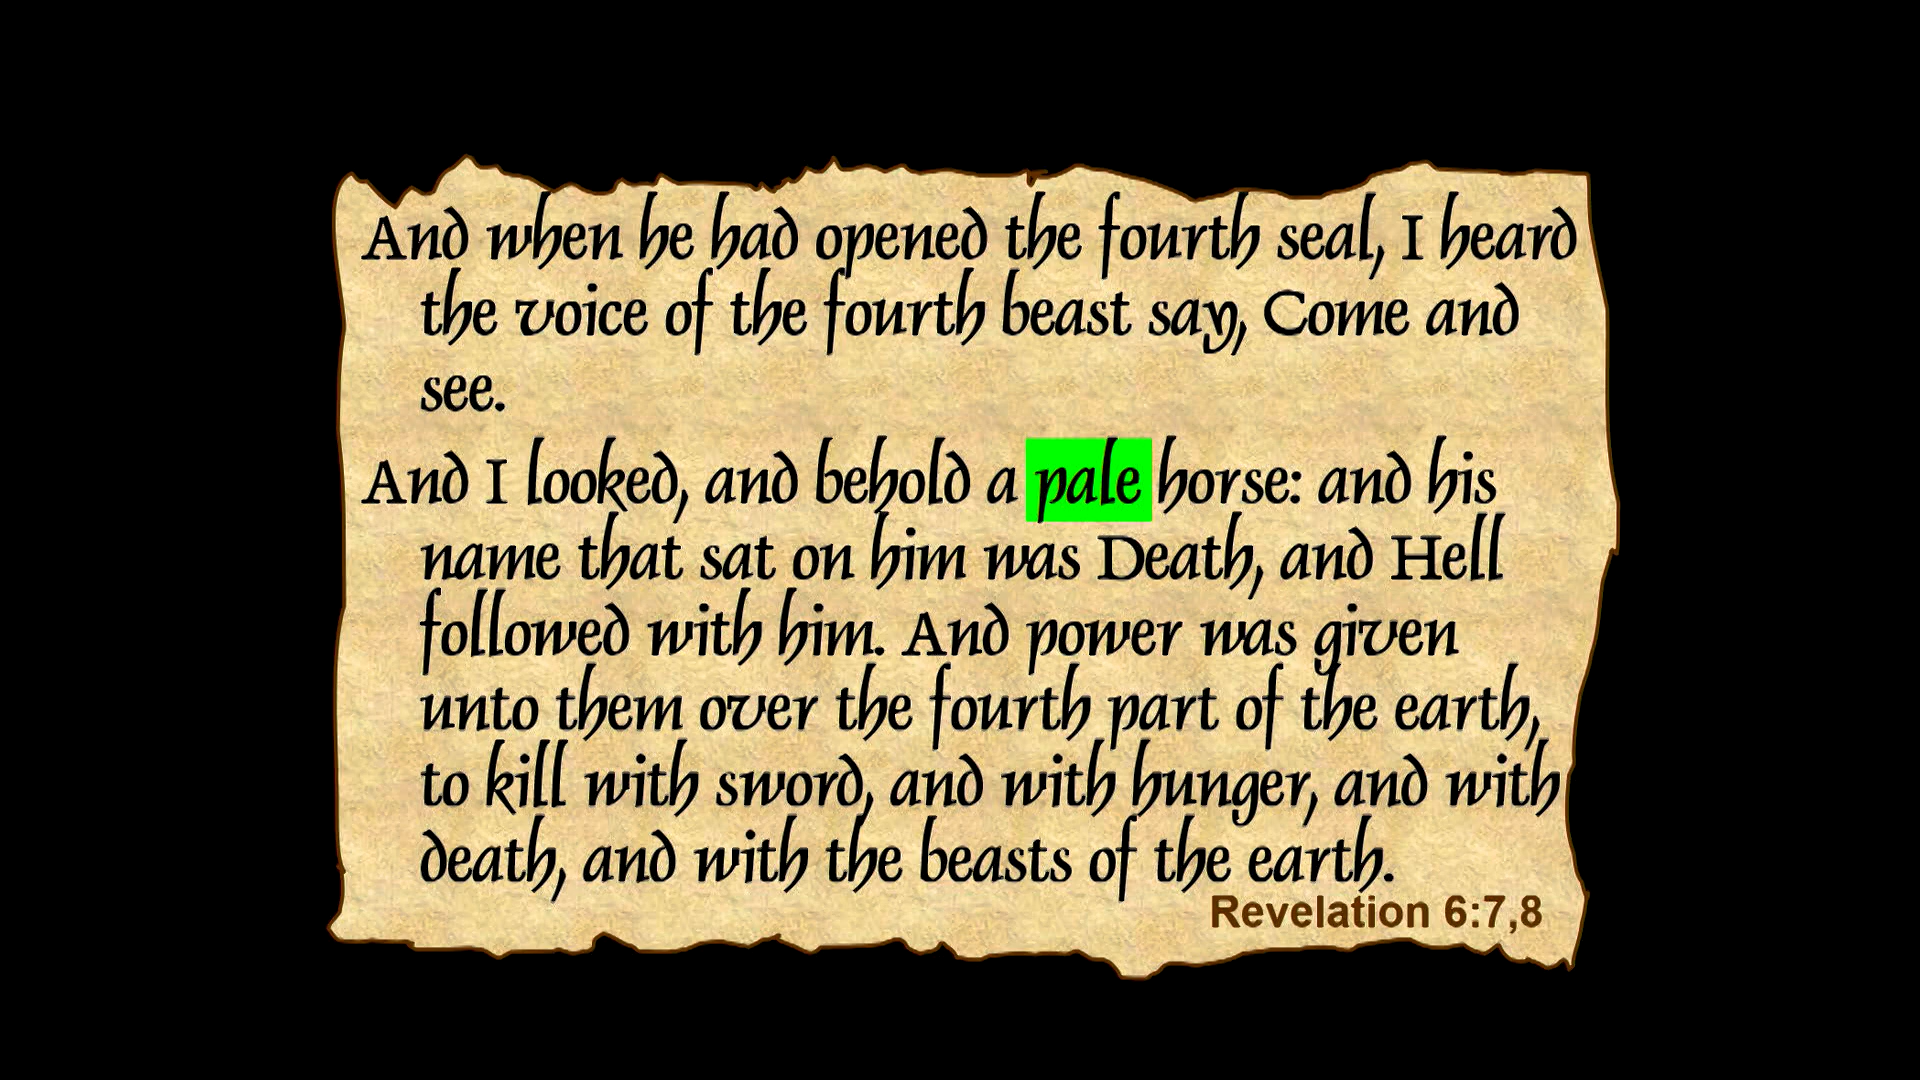 And when he had opened the fourth seal, I heard
the voice of the fourth beast say, Come and
see.
And I looked, and behold a pale horse: and his
name that sat on him was Death, and Hell
followed with him. And power was given
unto them over the fourth part of the earth,
to kill with sword, and with hunger, and with
death, and with the beasts of the earth.
Revelation 6:7,8